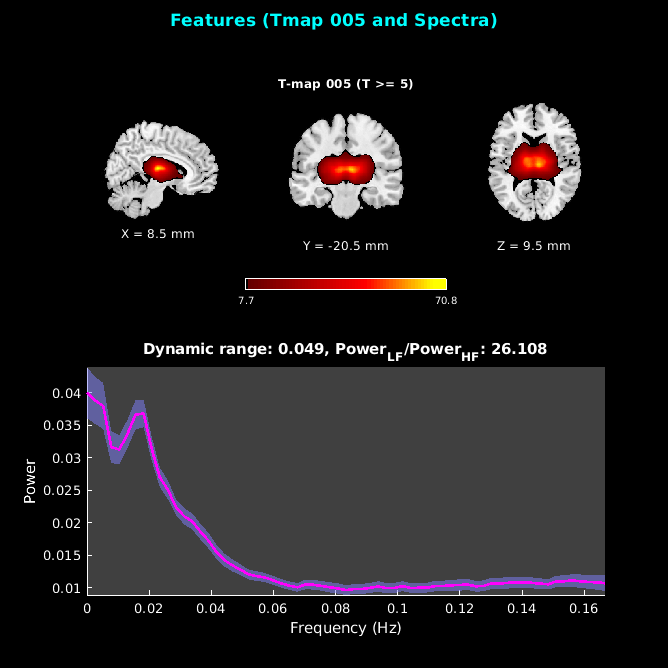 Features (Tmap 005 and Spectra)
T-map 005 (T >= 5)
X = 8.5 mm
Y = -20.5 mm
Z = 9.5 mm
7.7
70.8
Dynamic range: 0.049, PowerLF/PowerHF: 26.108
Power
0.04
0.035
0.03
0.025
0.02
0.015
0.01
0
0.02
0.04
0.06
0.08
0.1
0.12
0.14
0.16
Frequency (Hz)